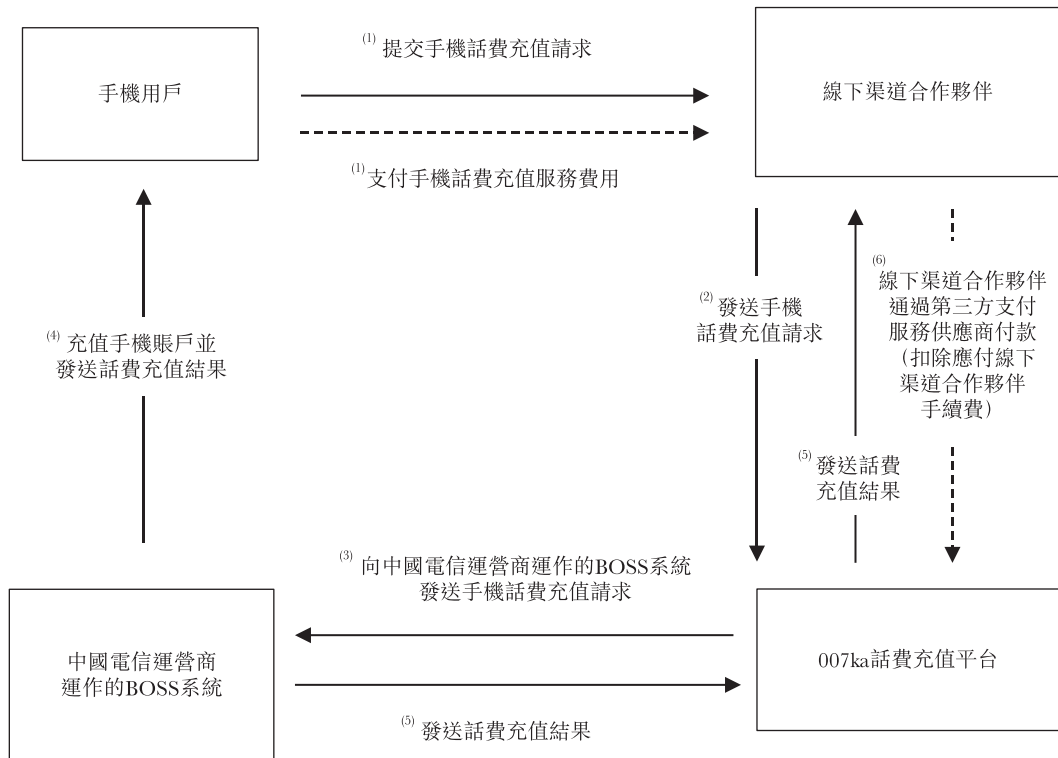 (1) 提交手機話費充值請求
手機用戶
線下渠道合作夥伴
(1) 支付手機話費充值服務費用
(2) 發送手機
話費充值請求
(6) 線下渠道合作夥伴
通過第三方支付
服務供應商付款
(扣除應付線下
渠道合作夥伴
手續費)
(4) 充值手機賬戶並
發送話費充值結果
(5) 發送話費
充值結果
(3) 向中國電信運營商運作的BOSS系統
發送手機話費充值請求
中國電信運營商
運作的BOSS系統
007ka話費充值平台
(5) 發送話費充值結果